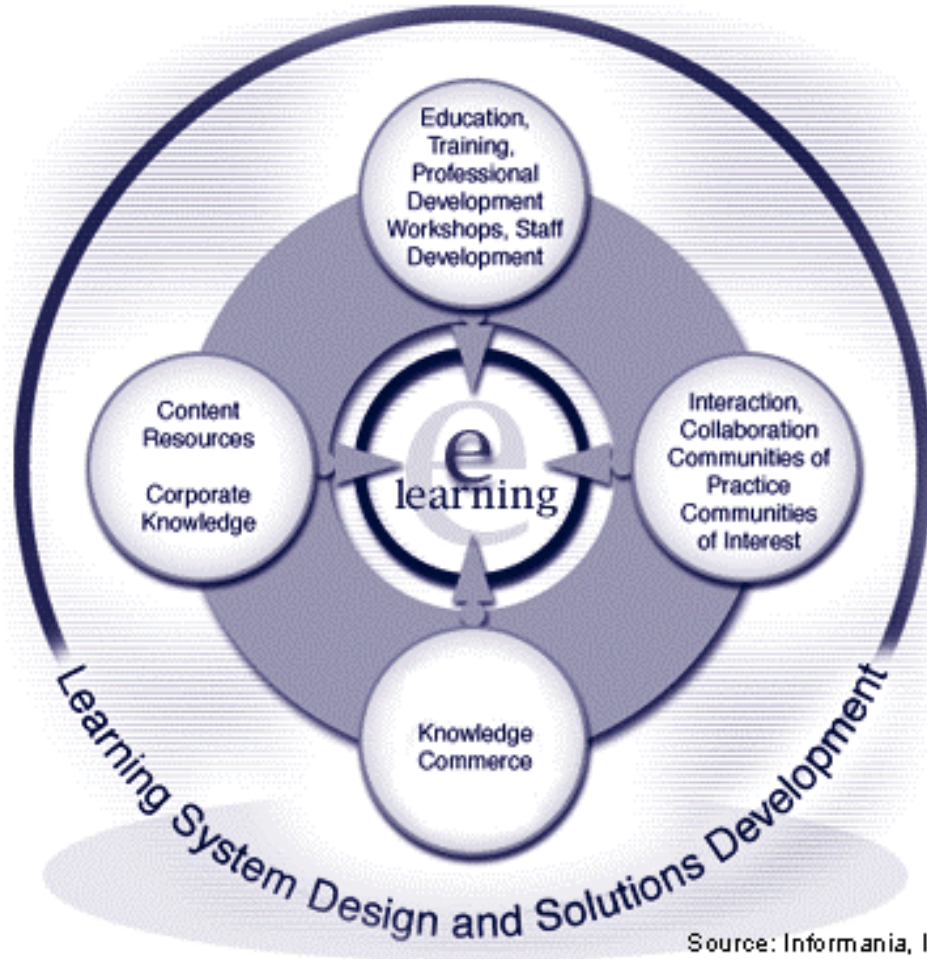 Education,
Training,
Professional
Development
Workshops, Staff
Development
Content
Resources
Corporate
Knowledge
e
e
learning
Interaction,
Collaboration
Communities of
Practice
Communities
of Interest
Knowledge
Commerce
Learning System Design and Solutions Development
Source: Informania,